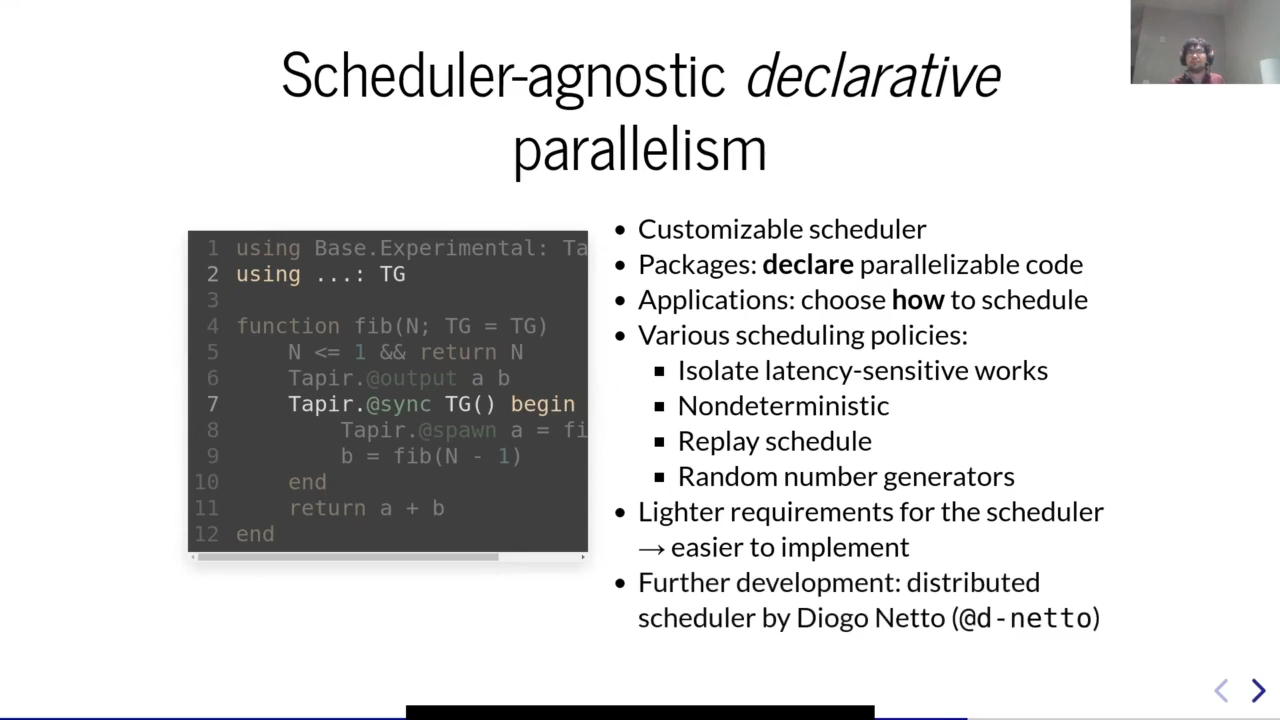 Scheduler-agnostic declarative
parallelism
1 using Base.Experimental: Ta
2 using ...: TG
3
4 function fib(N; TG = TG)
5 N <= 1 && return N
6 Tapir.@output a b
7 Tapir.@sync TG() begin
8 Tapir.@spawn a = fi
9 b = fib(N - 1)
10 end
11 return a + b
12 end
• Customizable scheduler
• Packages: declare parallelizable code
• Applications: choose how to schedule
• Various scheduling policies:
▪ Isolate latency-sensitive works
▪ Nondeterministic
▪ Replay schedule
▪ Random number generators
• Lighter requirements for the scheduler
→ easier to implement
• Further development: distributed
scheduler by Diogo Netto (@d-netto)